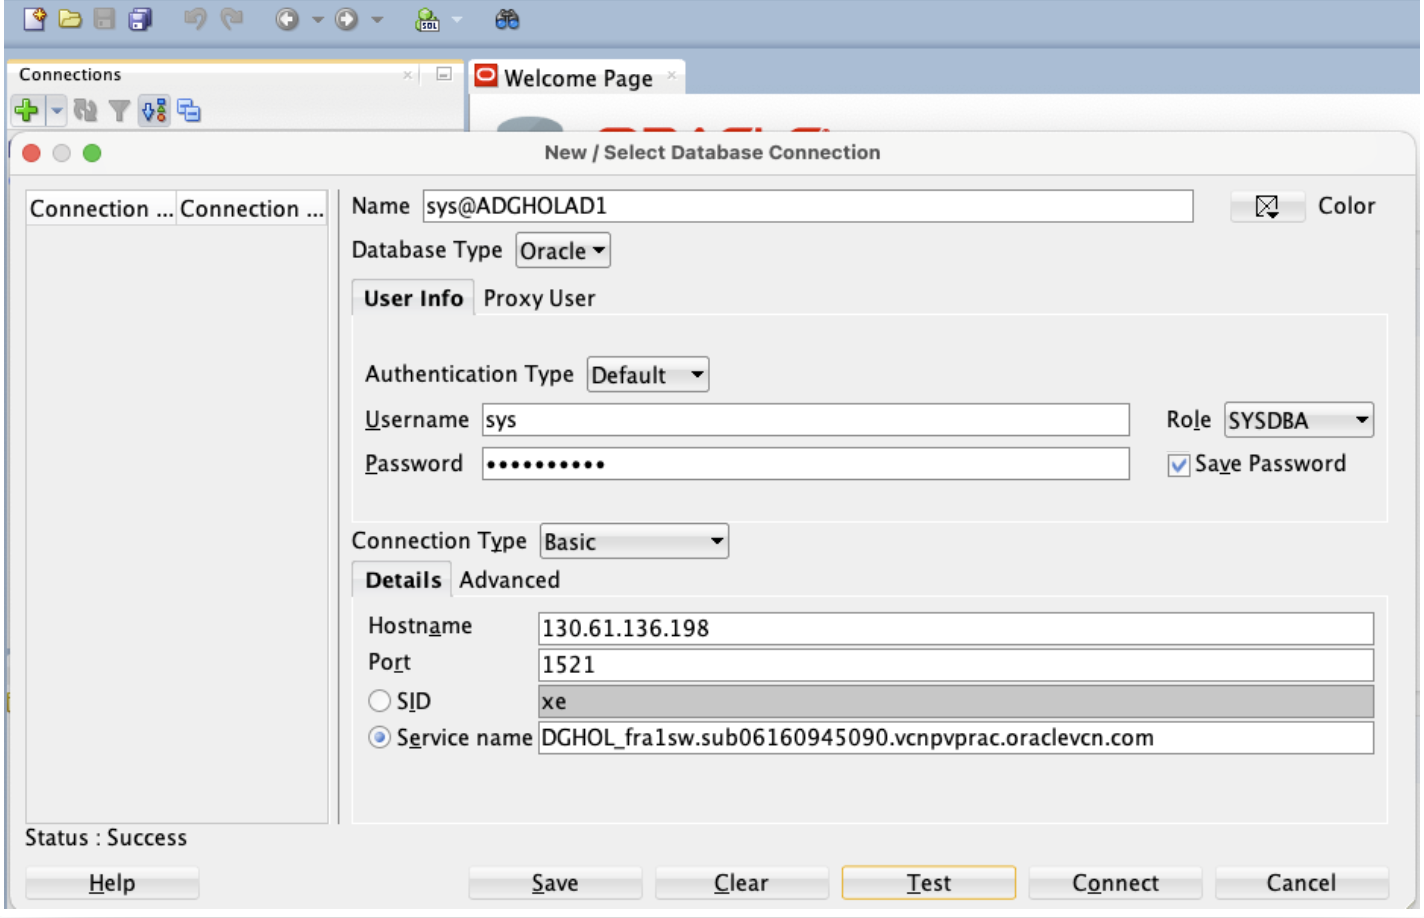 SQL
Connections
Welcome Page
New / Select Database Connection
Connection ... Connection ...
Name sys@ADGHOLAD1 Color
Database Type Oracle
User Info Proxy User
Authentication Type Default
Username sys Role SYSDBA
Password •••••••••• Save Password
Connection Type Basic
Details Advanced
Hostname 130.61.136.198
Port 1521
SID xe
Service name DGHOL_fra1sw.sub06160945090.vcnpvprac.oraclevcn.com
Status : Success
Help Save Clear Test Connect Cancel